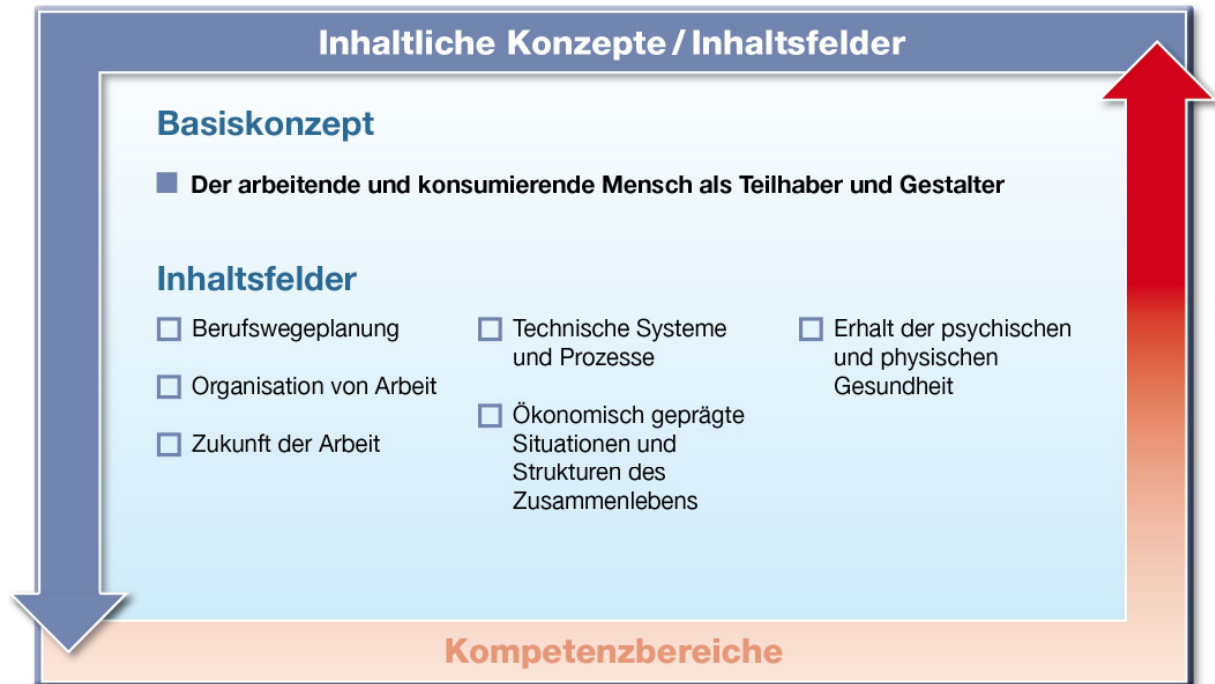 Inhaltliche Konzepte / Inhaltsfelder
Basiskonzept
Der arbeitende und konsumierende Mensch als Teilhaber und Gestalter
Inhaltsfelder
Berufswegeplanung
Organisation von Arbeit
Zukunft der Arbeit
Technische Systeme
und Prozesse
Ökonomisch geprägte
Situationen und
Strukturen des
Zusammenlebens
Erhalt der psychischen
und physischen
Gesundheit
Kompetenzbereiche